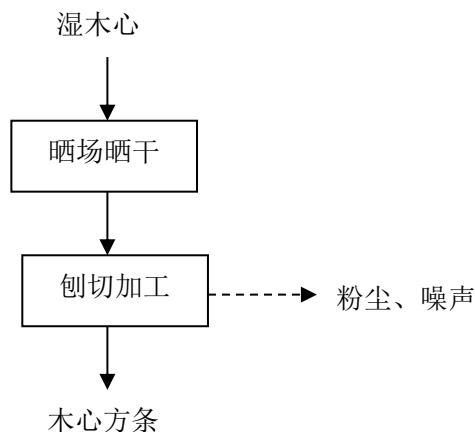 湿木心
晒场晒干
刨切加工
粉尘、噪声
木心方条